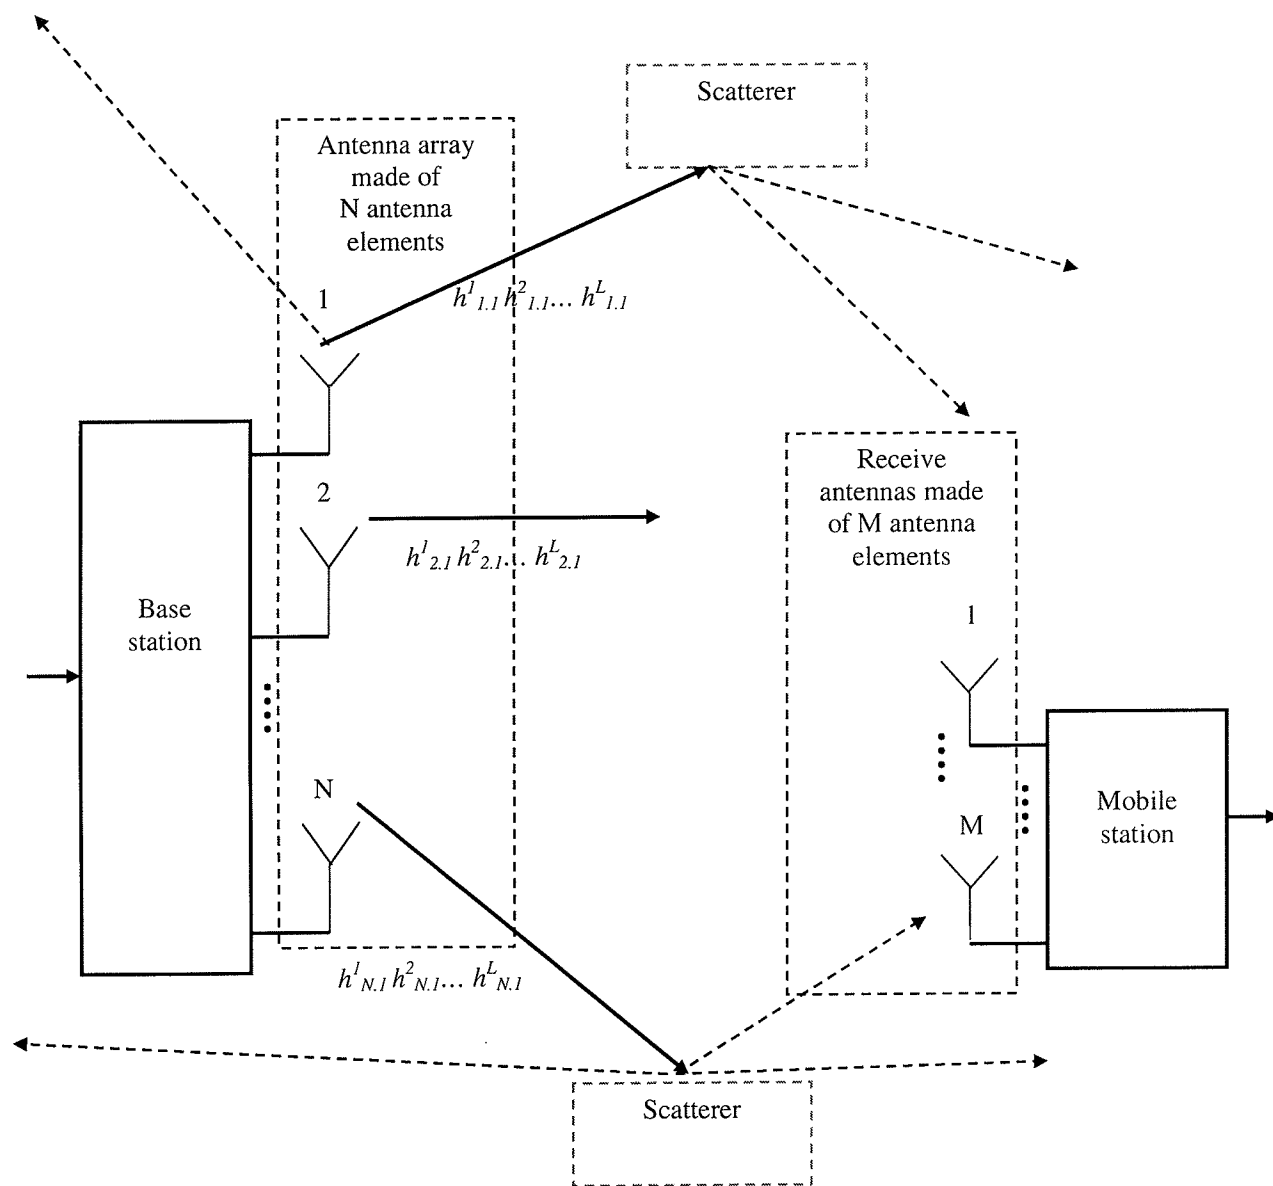 Scatterer
Antenna array
made of
N antenna
elements
1
h^1_{1.1} h^2_{1.1}... h^L_{1.1}
2
h^1_{2.1} h^2_{2.1}... h^L_{2.1}
Base
station
N
h^1_{N.1} h^2_{N.1}... h^L_{N.1}
Receive
antennas made
of M antenna
elements
1
M
Mobile
station
Scatterer